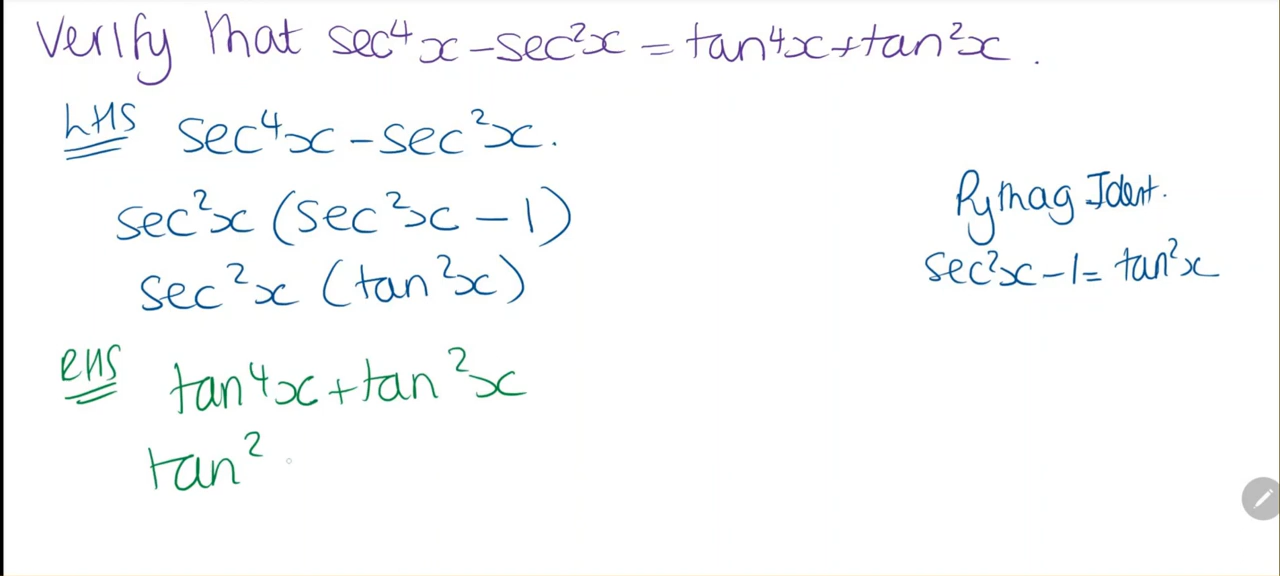 Verify that sec⁴x - sec²x = tan⁴x + tan²x.
LHS sec⁴x - sec²x.
sec²x (sec²x - 1)
sec²x (tan²x)
Pythag Ident.
sec²x - 1 = tan²x
RHS tan⁴x + tan²x
tan²